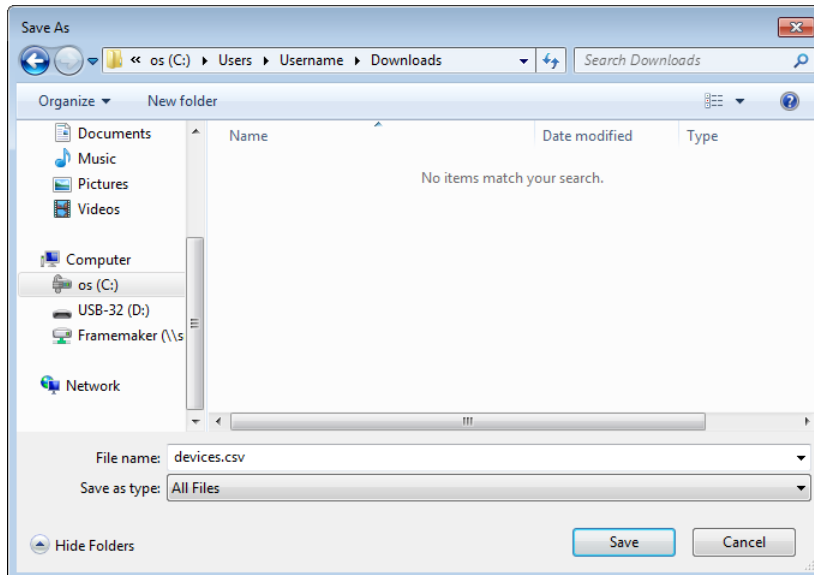 Save As
« os (C:) Users Username Downloads Search Downloads
Organize New folder
Name Date modified Type
No items match your search.
Documents
Music
Pictures
Videos
Computer
os (C:)
USB-32 (D:)
Framemaker (\\s
Network
File name: devices.csv
Save as type: All Files
Hide Folders Save Cancel